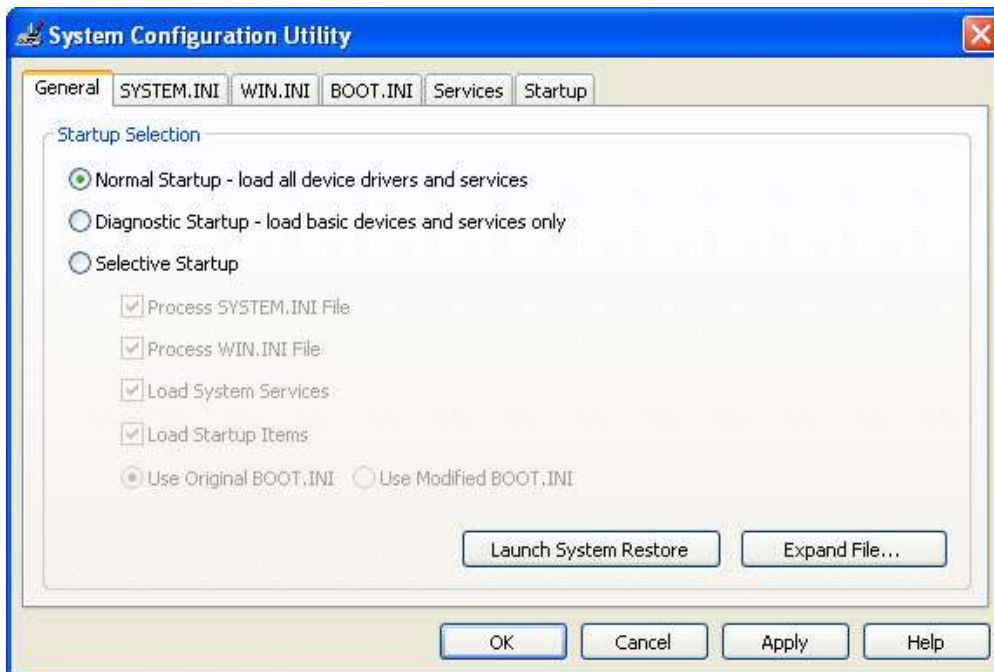 System Configuration Utility
General SYSTEM.INI WIN.INI BOOT.INI Services Startup
Startup Selection
Normal Startup - load all device drivers and services
Diagnostic Startup - load basic devices and services only
Selective Startup
Process SYSTEM.INI File
Process WIN.INI File
Load System Services
Load Startup Items
Use Original BOOT.INI Use Modified BOOT.INI
Launch System Restore Expand File...
OK Cancel Apply Help